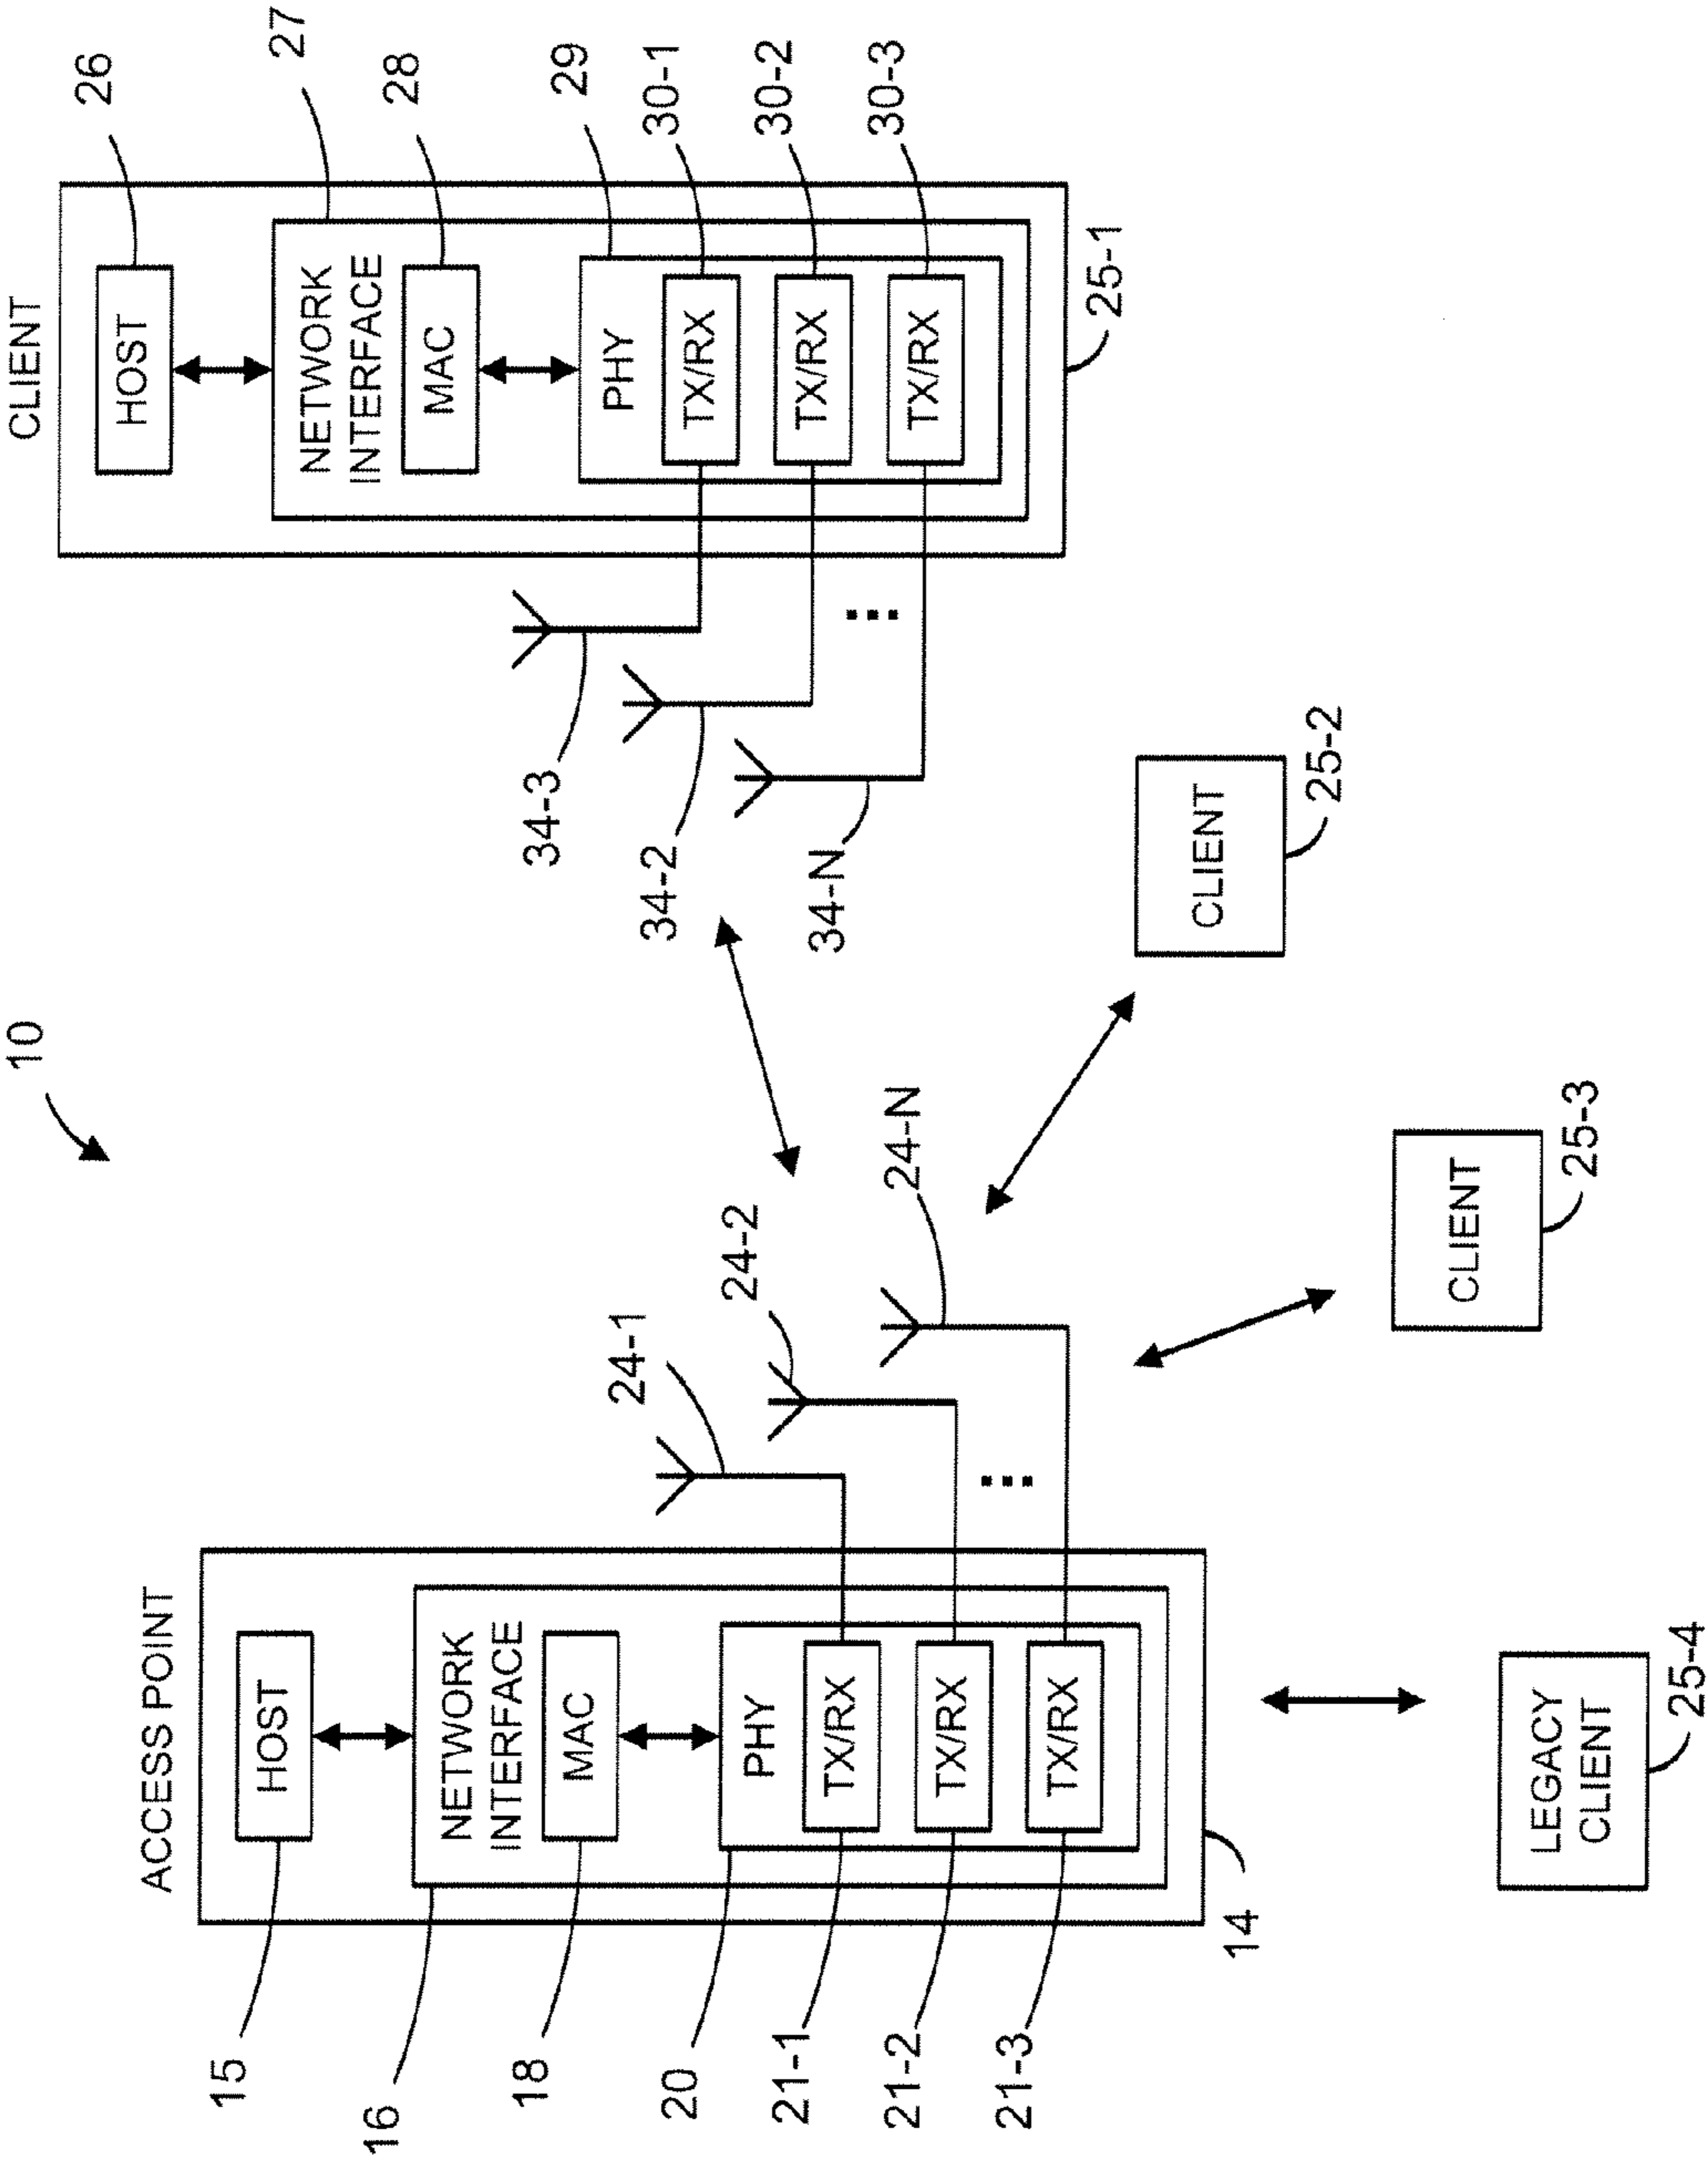 10
ACCESS POINT
HOST
NETWORK
INTERFACE
MAC
PHY
TX/RX
TX/RX
TX/RX
15
16
18
20
21-1
21-2
21-3
14
24-1
24-2
24-N
...
CLIENT
HOST
NETWORK
INTERFACE
MAC
PHY
TX/RX
TX/RX
TX/RX
26
27
28
29
30-1
30-2
30-3
25-1
34-3
34-2
34-N
...
CLIENT
25-2
CLIENT
25-3
LEGACY
CLIENT
25-4